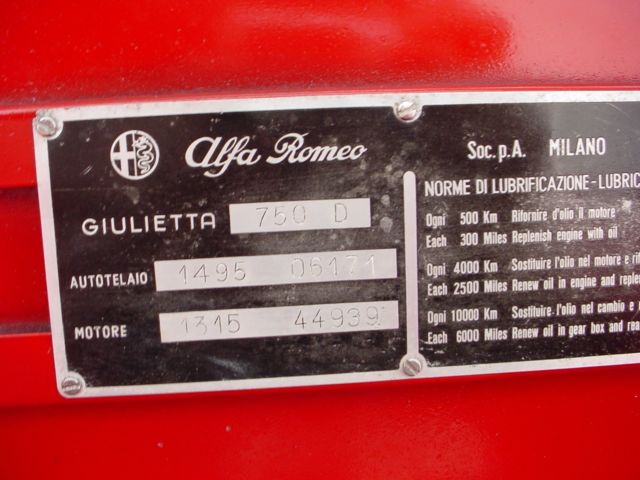 Alfa Romeo
GIULIETTA 750 D
AUTOTELAIO 1495 06171
MOTORE 1315 44939
Soc.p.A. MILANO
NORME DI LUBRIFICAZIONE-LUBRIC
Ogni 500 Km Rifornire d'olio il motore
Each 300 Miles Replenish engine with oil
Ogni 4000 Km Sostituire l'olio nel motore e rif
Each 2500 Miles Renew oil in engine and replen
Ogni 10000 Km Sostituire l'olio nel cambio e
Each 6000 Miles Renew oil in gear box and rea